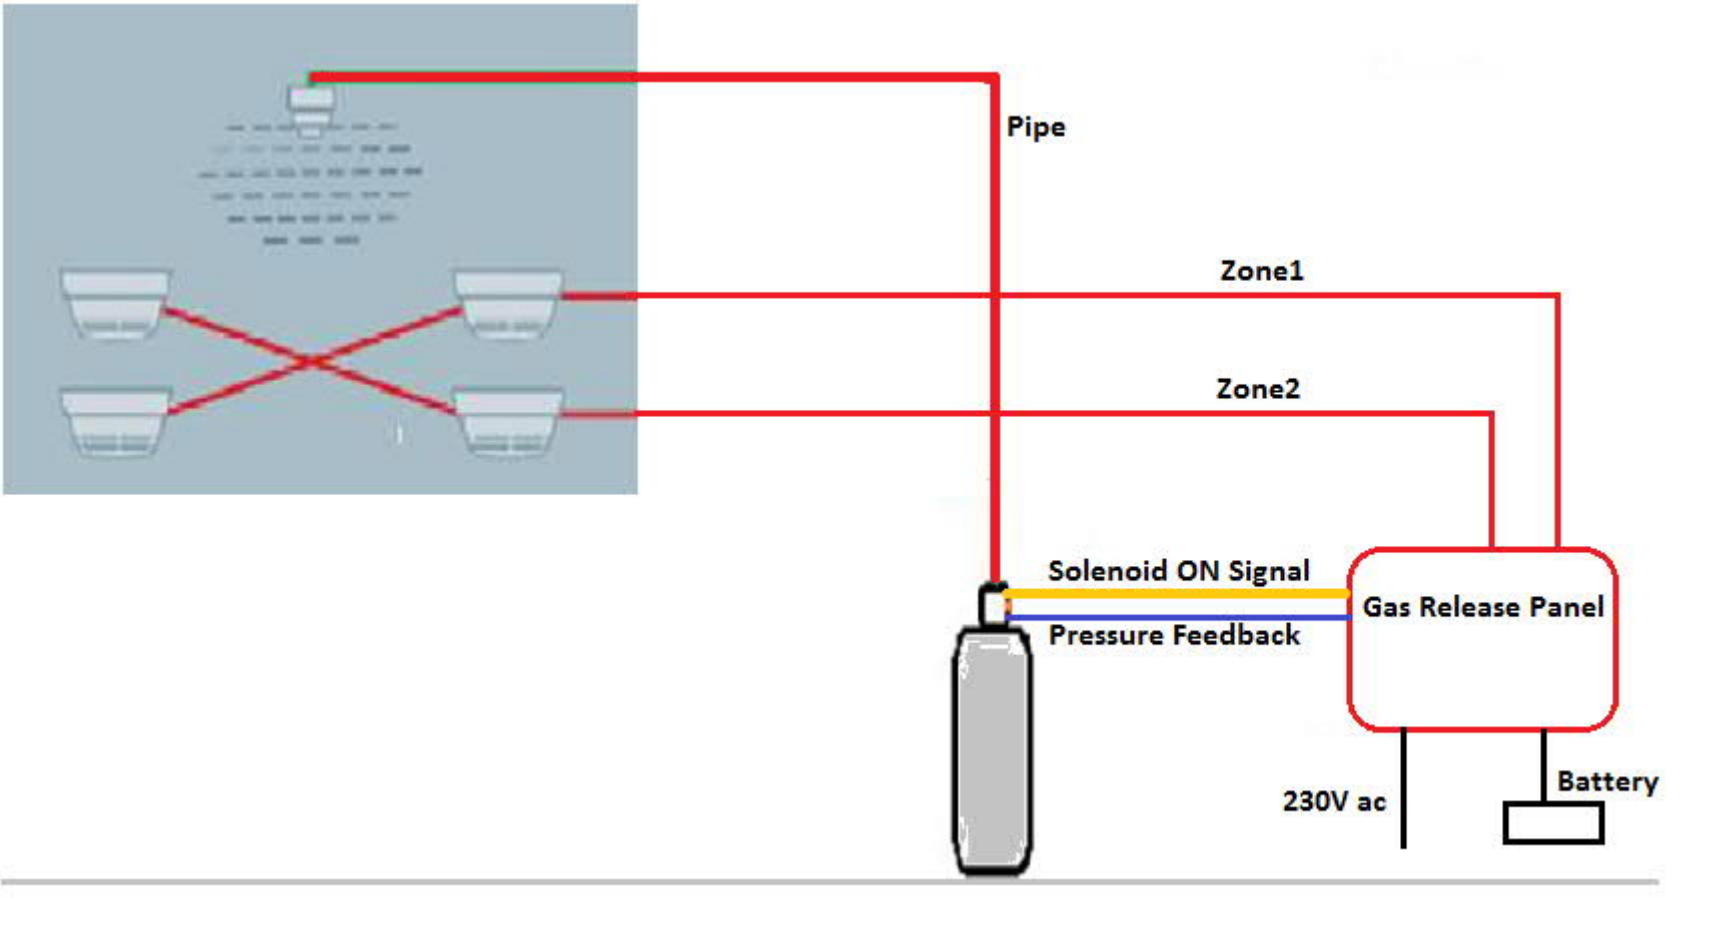 Pipe
Zone1
Zone2
Solenoid ON Signal
Gas Release Panel
Pressure Feedback
Battery
230V ac